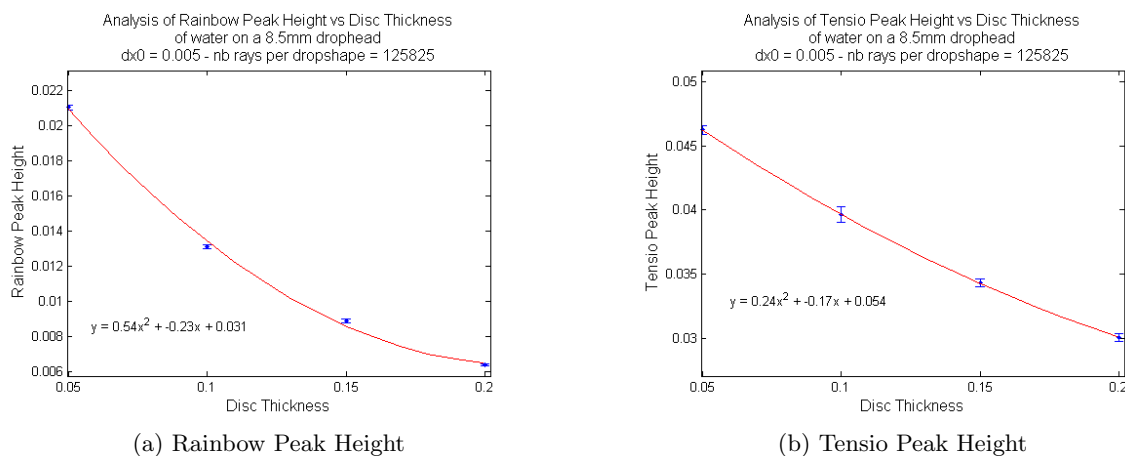 Analysis of Rainbow Peak Height vs Disc Thickness
of water on a 8.5mm drophead
dx0 = 0.005 - nb rays per dropshape = 125825
0.022
0.02
0.018
0.016
0.014
0.012
0.01
0.008
0.006
Rainbow Peak Height
y = 0.54x² + -0.23x + 0.031
0.05
0.1
0.15
0.2
Disc Thickness
(a) Rainbow Peak Height
Analysis of Tensio Peak Height vs Disc Thickness
of water on a 8.5mm drophead
dx0 = 0.005 - nb rays per dropshape = 125825
0.05
0.045
0.04
0.035
0.03
Tensio Peak Height
y = 0.24x² + -0.17x + 0.054
0.05
0.1
0.15
0.2
Disc Thickness
(b) Tensio Peak Height